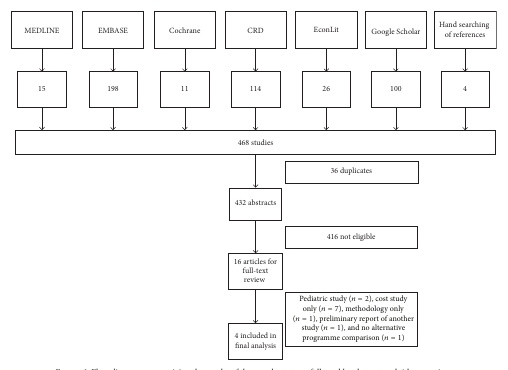 MEDLINE
EMBASE
Cochrane
CRD
EconLit
Google Scholar
Hand searching
of references
15
198
11
114
26
100
4
468 studies
36 duplicates
432 abstracts
416 not eligible
16 articles for
full-text
review
Pediatric study (n = 2), cost study
only (n = 7), methodology only
(n = 1), preliminary report of another
study (n = 1), and no alternative
programme comparison (n = 1)
4 included in
final analysis